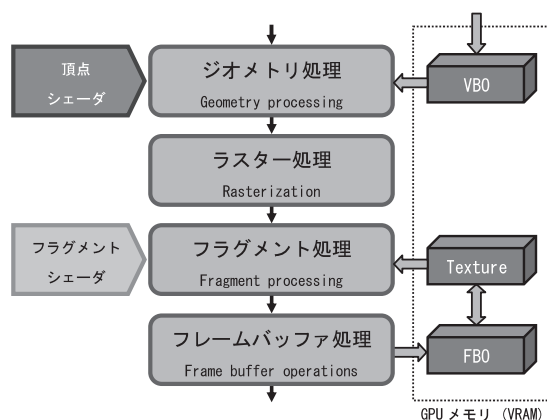 頂点
シェーダ
ジオメトリ処理
Geometry processing
VBO
ラスター処理
Rasterization
フラグメント
シェーダ
フラグメント処理
Fragment processing
Texture
フレームバッファ処理
Frame buffer operations
FBO
GPU メモリ (VRAM)